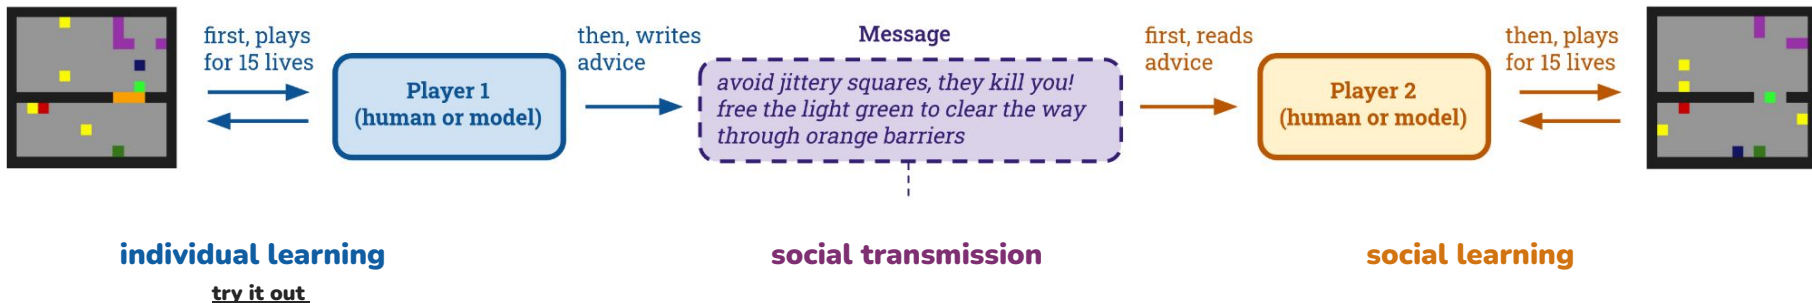 first, plays
for 15 lives
Player 1
(human or model)
then, writes
advice
Message
avoid jittery squares, they kill you!
free the light green to clear the way
through orange barriers
first, reads
advice
Player 2
(human or model)
then, plays
for 15 lives
individual learning
social transmission
social learning
try it out